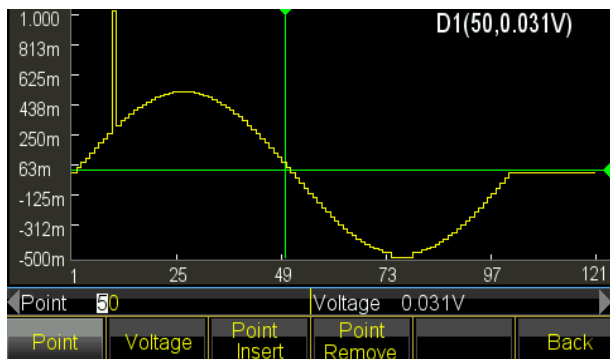 1.000
D1(50,0.031V)
813m
625m
438m
250m
63m
-125m
-312m
-500m
1 25 49 73 97 121
Point 50 Voltage 0.031V
Point Voltage Point Insert Point Remove Back